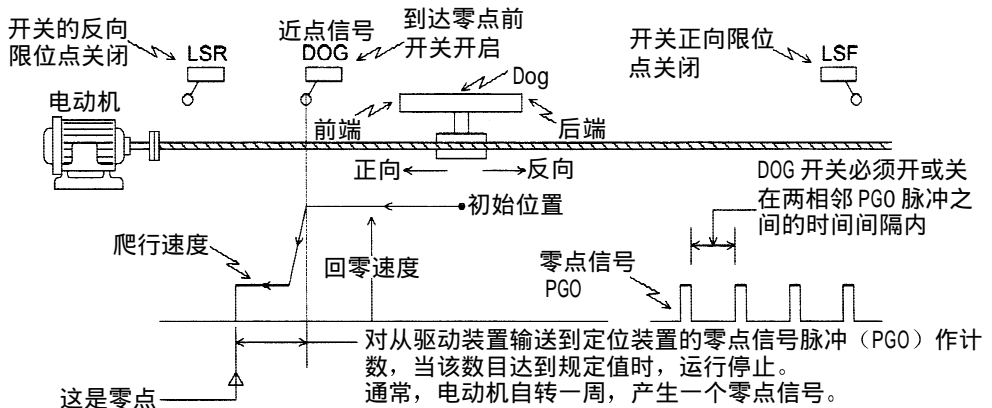 开关的反向
限位点关闭
LSR
近点信号
DOG
到达零点前
开关开启
Dog
开关正向限位
点关闭
LSF
电动机
前端
后端
正向
反向
DOG 开关必须开或关
在两相邻 PGO 脉冲之
间的时间间隔内
初始位置
爬行速度
回零速度
零点信号
PGO
对从驱动装置输送到定位装置的零点信号脉冲（PGO）作计
数，当该数目达到规定值时，运行停止。
通常，电动机自转一周，产生一个零点信号。
这是零点